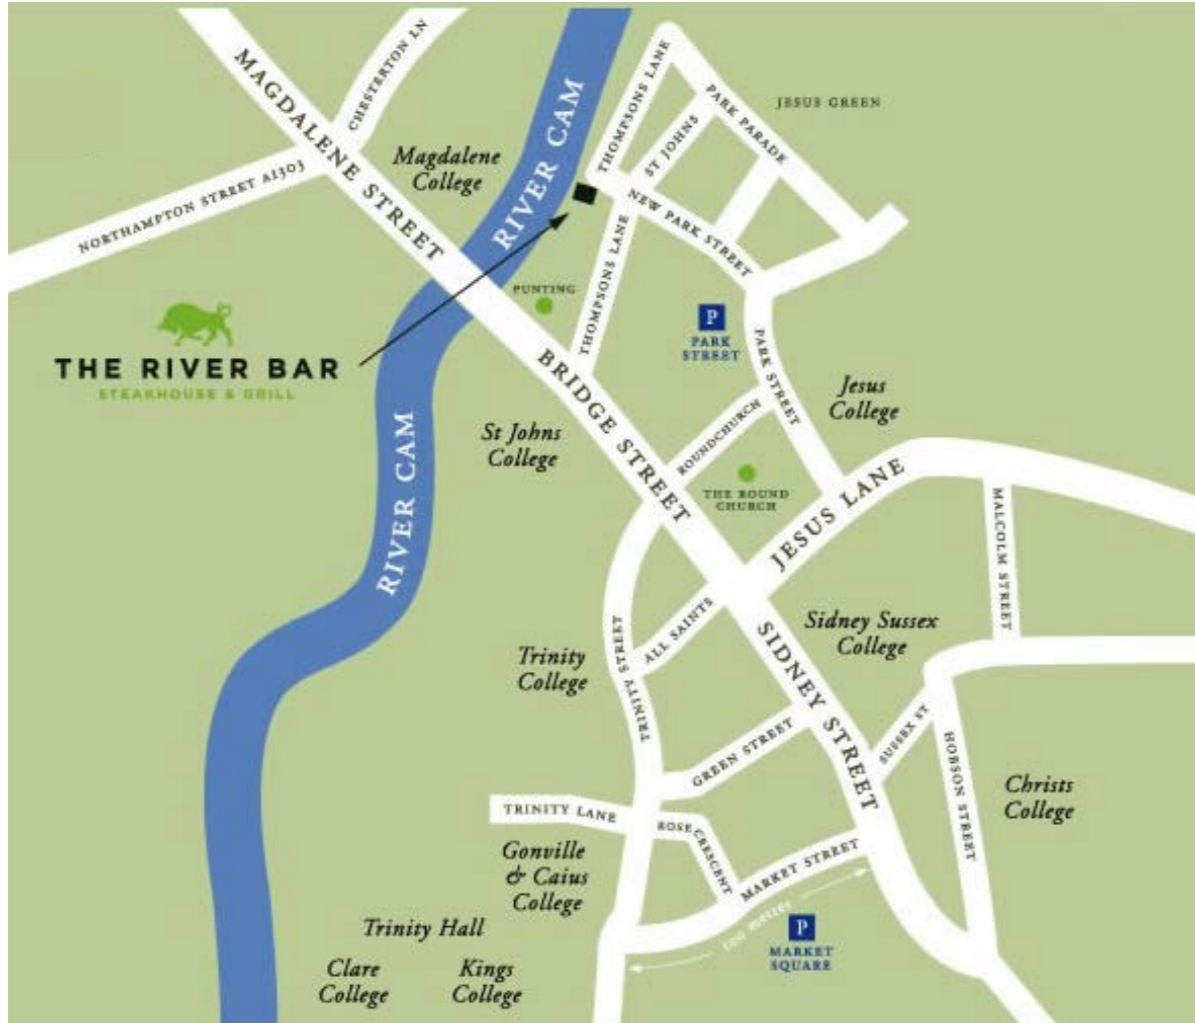 MAGDALENE STREET
CHESTERTON LN
NORTHAMPTON STREET A1303
Magdalene
College
RIVER CAM
THOMPSONS LANE
ST JOHNS
PARK PARADE
JESUS GREEN
NEW PARK STREET
THOMPSONS LANE
PUNTING
P
PARK
STREET
THE RIVER BAR
STEAKHOUSE & GRILL
BRIDGE STREET
PARK STREET
Jesus
College
RIVER CAM
St Johns
College
ROUNDCHURCH
THE ROUND
CHURCH
JESUS LANE
MALCOLM STREET
TRINITY STREET
ALL SAINTS
SIDNEY STREET
Sidney Sussex
College
Trinity
College
GREEN STREET
SUSSEX ST
HOBSON STREET
Christs
College
TRINITY LANE
ROSE CRESCENT
MARKET STREET
Gonville
& Caius
College
100 metres
P
MARKET
SQUARE
Trinity Hall
Clare
College
Kings
College